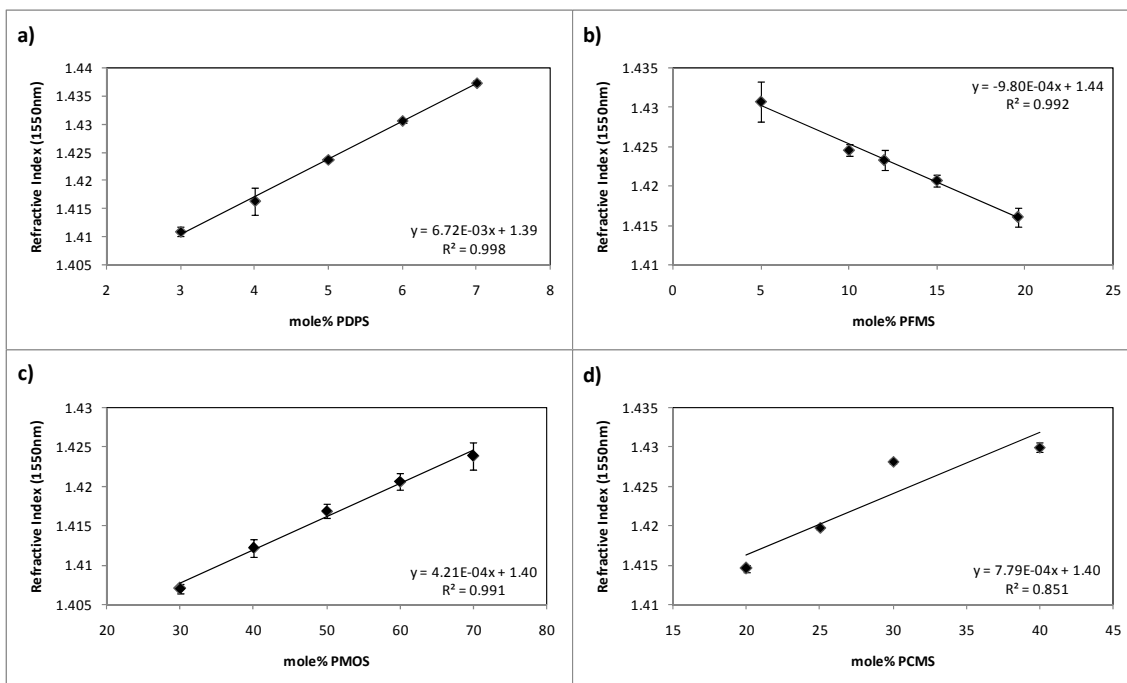 a)
1.44
1.435
1.43
1.425
1.42
1.415
1.41
1.405
Refractive Index (1550nm)
y = 6.72E-03x + 1.39
R² = 0.998
2 3 4 5 6 7 8
mole% PDPS
b)
1.435
1.43
1.425
1.42
1.415
1.41
Refractive Index (1550nm)
y = -9.80E-04x + 1.44
R² = 0.992
0 5 10 15 20 25
mole% PFMS
c)
1.43
1.425
1.42
1.415
1.41
1.405
Refractive Index (1550nm)
y = 4.21E-04x + 1.40
R² = 0.991
20 30 40 50 60 70 80
mole% PMOS
d)
1.435
1.43
1.425
1.42
1.415
1.41
Refractive Index (1550nm)
y = 7.79E-04x + 1.40
R² = 0.851
15 20 25 30 35 40 45
mole% PCMS